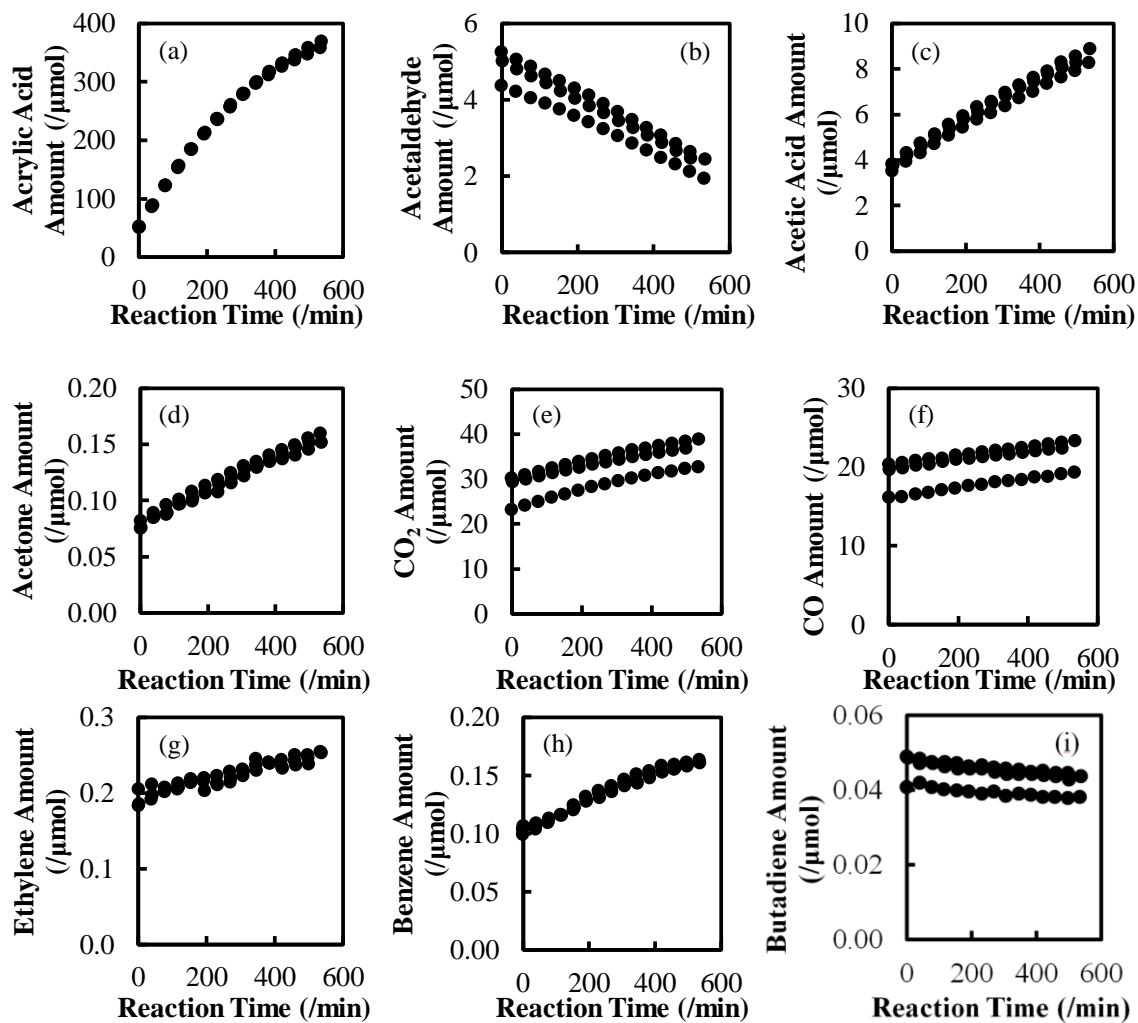 (a)
400
300
200
100
0
Acrylic Acid
Amount (/μmol)
0 200 400 600
Reaction Time (/min)
(b)
6
4
2
0
Acetaldehyde
Amount (/μmol)
0 200 400 600
Reaction Time (/min)
(c)
10
8
6
4
2
0
Acetic Acid Amount
(/μmol)
0 200 400 600
Reaction Time (/min)
(d)
0.20
0.15
0.10
0.05
0.00
Acetone Amount
(/μmol)
0 200 400 600
Reaction Time (/min)
(e)
50
40
30
20
10
0
CO₂ Amount
(/μmol)
0 200 400 600
Reaction Time (/min)
(f)
30
20
10
0
CO Amount (/μmol)
0 200 400 600
Reaction Time (/min)
(g)
0.3
0.2
0.1
0.0
Ethylene Amount
(/μmol)
0 200 400 600
Reaction Time (/min)
(h)
0.20
0.15
0.10
0.05
0.00
Benzene Amount
(/μmol)
0 200 400 600
Reaction Time (/min)
(i)
0.06
0.04
0.02
0.00
Butadiene Amount
(/μmol)
0 200 400 600
Reaction Time (/min)